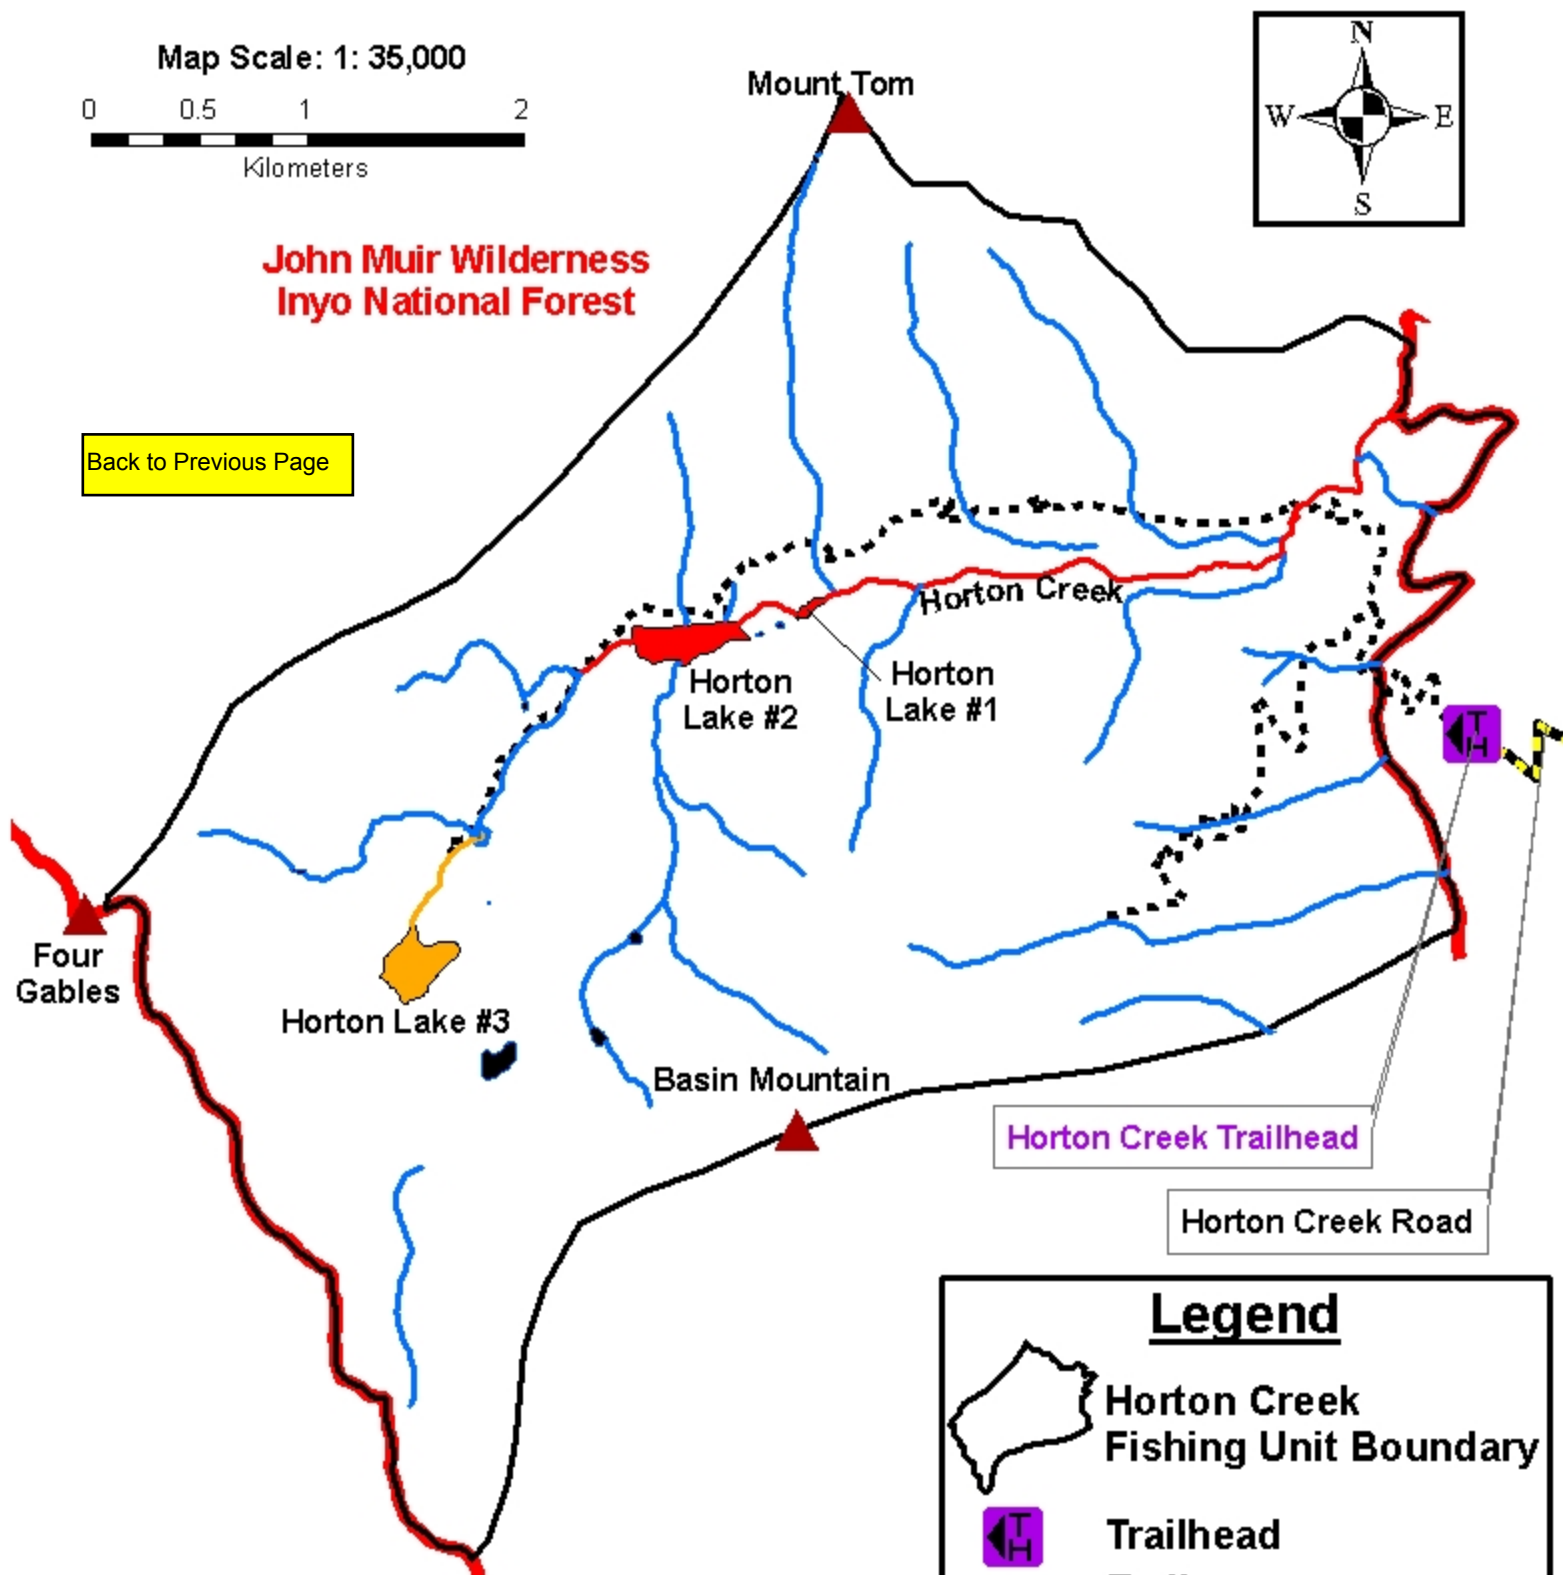 Map Scale: 1: 35,000
0 0.5 1 2
Kilometers
Mount Tom
N
W E
S
John Muir Wilderness
Inyo National Forest
Back to Previous Page
Horton Creek
Horton
Lake #2
Horton
Lake #1
TH
Four
Gables
Horton Lake #3
Basin Mountain
Horton Creek Trailhead
Horton Creek Road
Legend
Horton Creek
Fishing Unit Boundary
TH
Trailhead